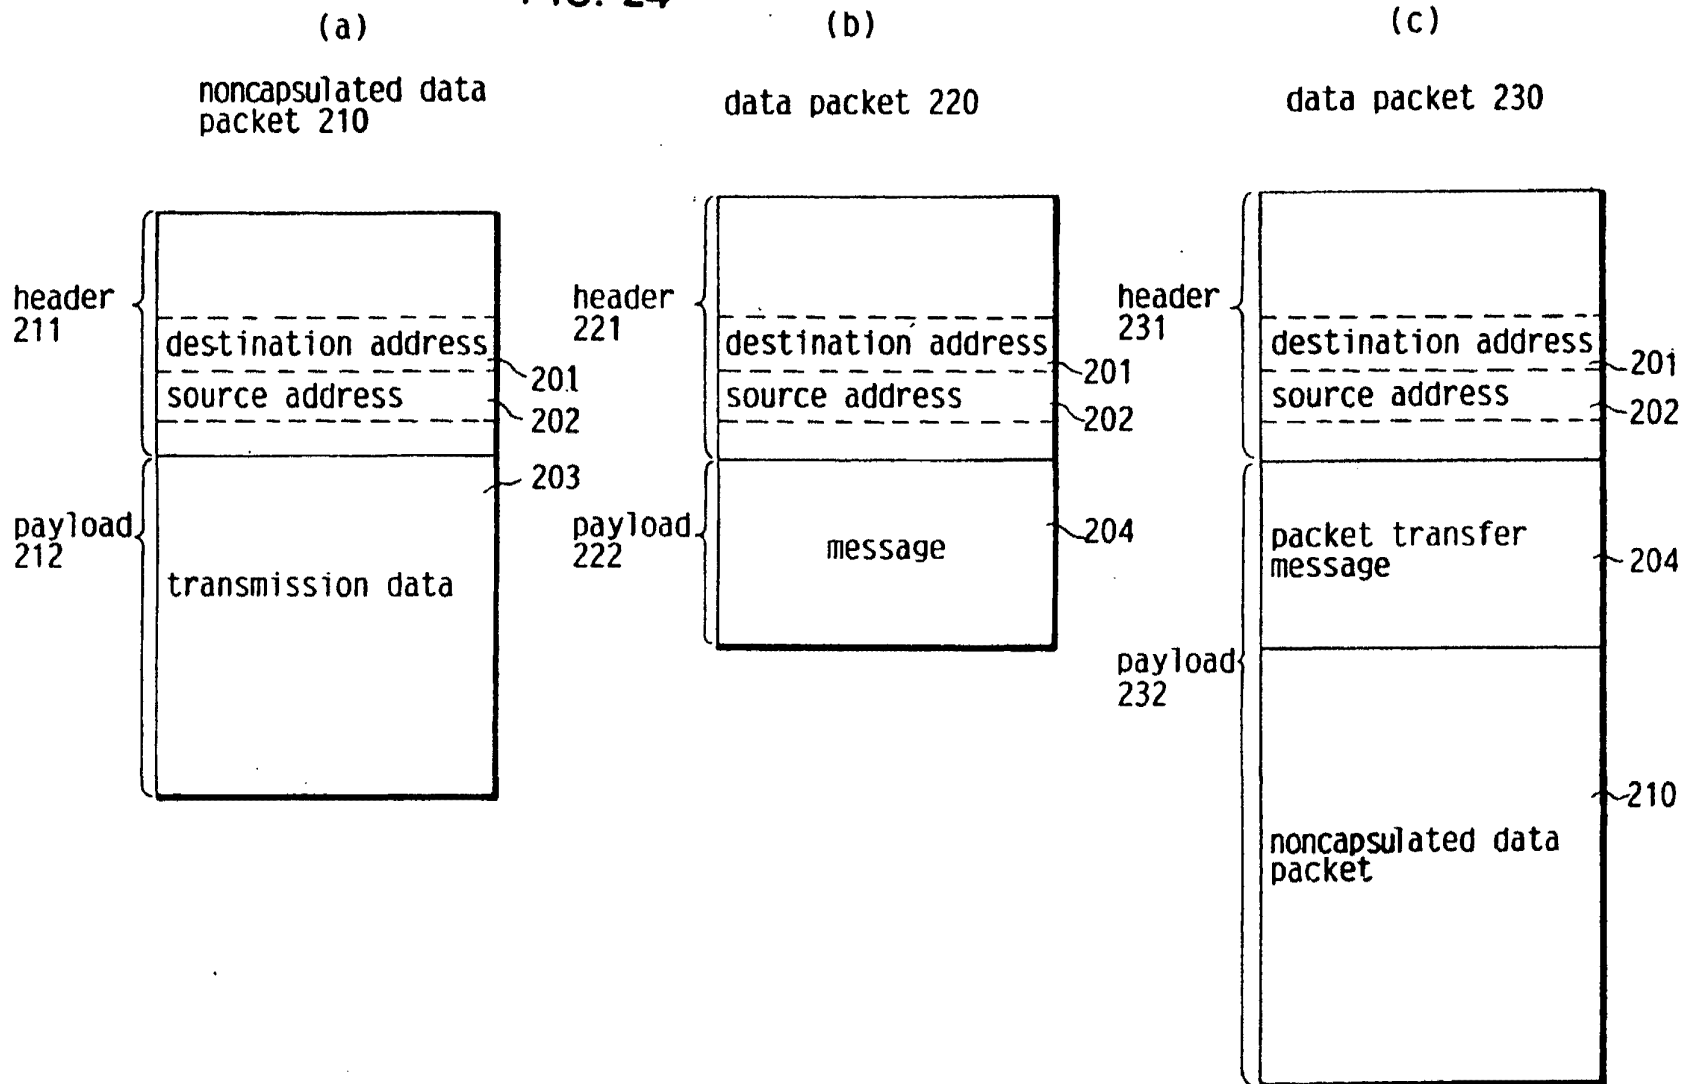 FIG. 24
(a)
noncapsulated data
packet 210
header
211
destination address
201
source address
202
203
payload
212
transmission data
(b)
data packet 220
header
221
destination address
201
source address
202
payload
222
message
204
(c)
data packet 230
header
231
destination address
201
source address
202
packet transfer
message
204
payload
232
210
noncapsulated data
packet